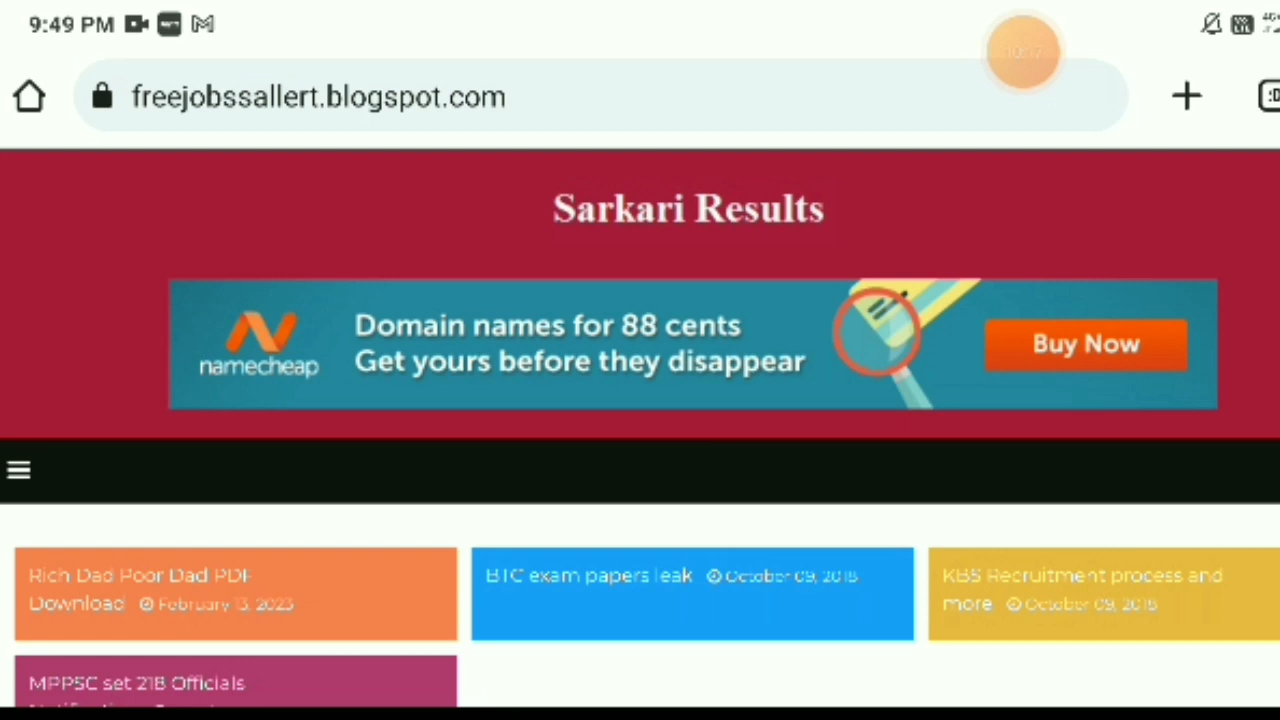 9:49 PM
freejobssallert.blogspot.com
Sarkari Results
namecheap
Domain names for 88 cents
Get yours before they disappear
Buy Now
Rich Dad Poor Dad PDF
Download February 13, 2023
BTC exam papers leak October 09, 2018
KBS Recruitment process and
more October 09, 2018
MPPSC set 218 Officials